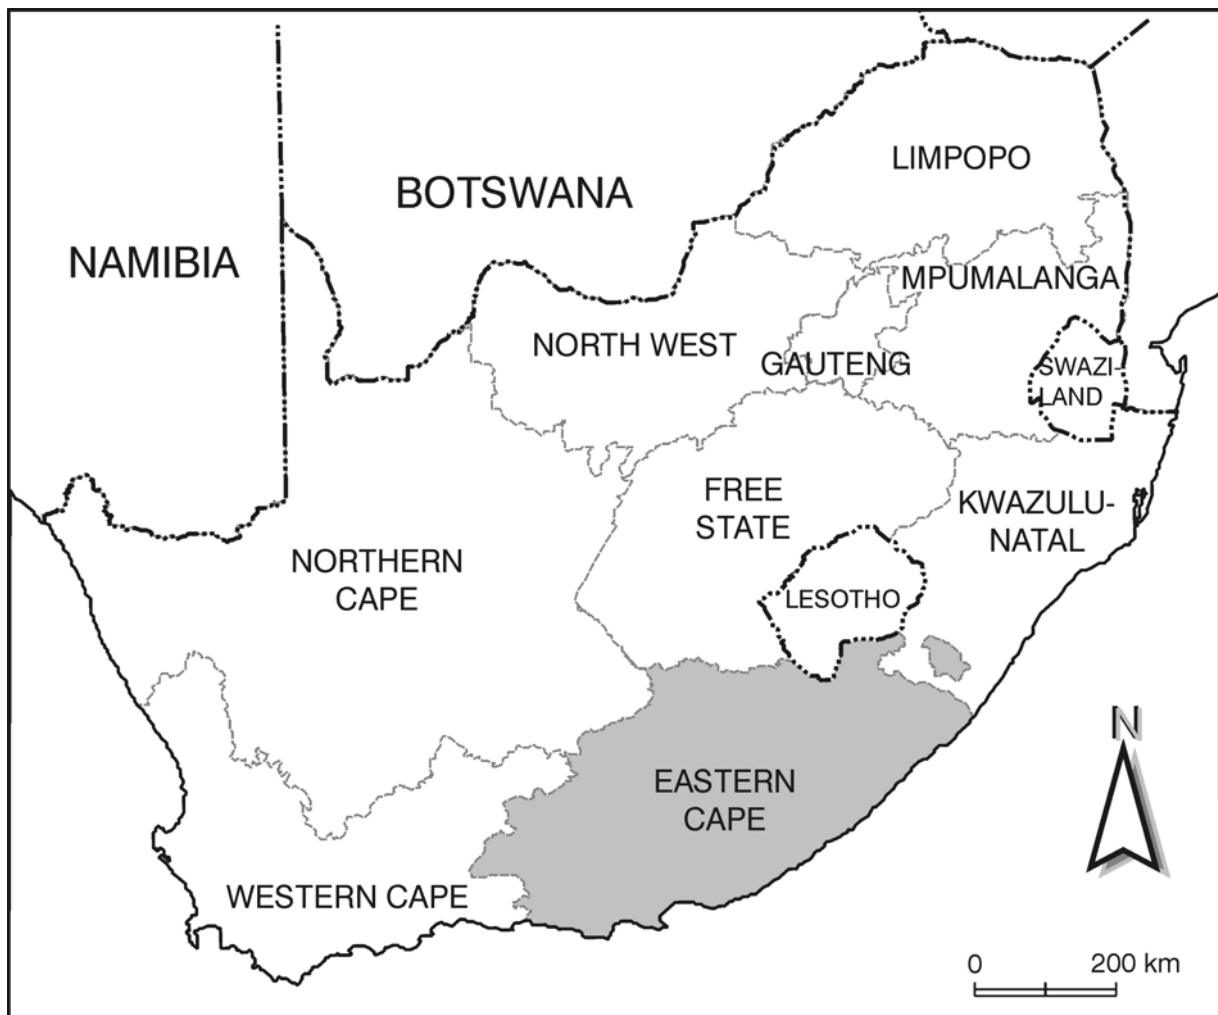 LIMPOPO
BOTSWANA
NAMIBIA
MPUMALANGA
NORTH WEST
GAUTENG
SWAZI-
LAND
FREE
STATE
KWAZULU-
NATAL
NORTHERN
CAPE
LESOTHO
EASTERN
CAPE
WESTERN CAPE
N
0 200 km